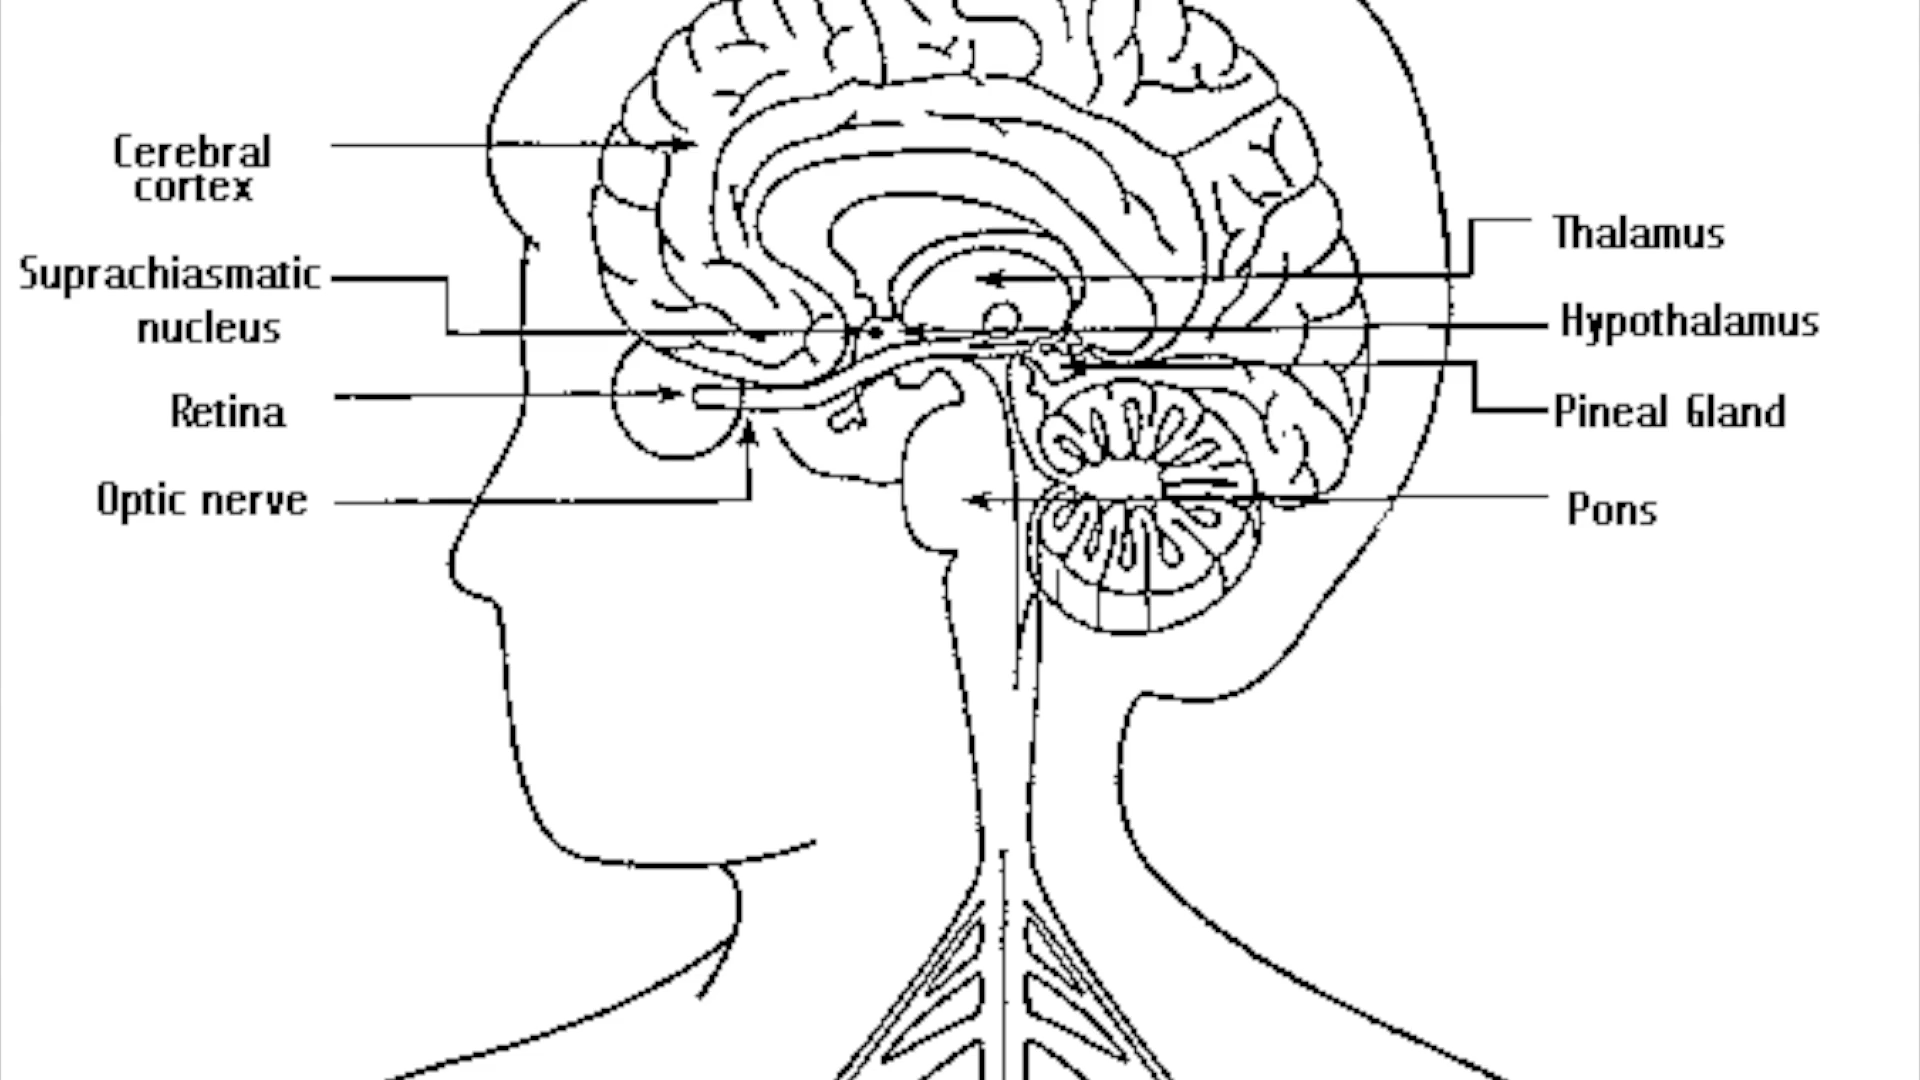 Cerebral
cortex
Suprachiasmatic
nucleus
Retina
Optic nerve
Thalamus
Hypothalamus
Pineal Gland
Pons